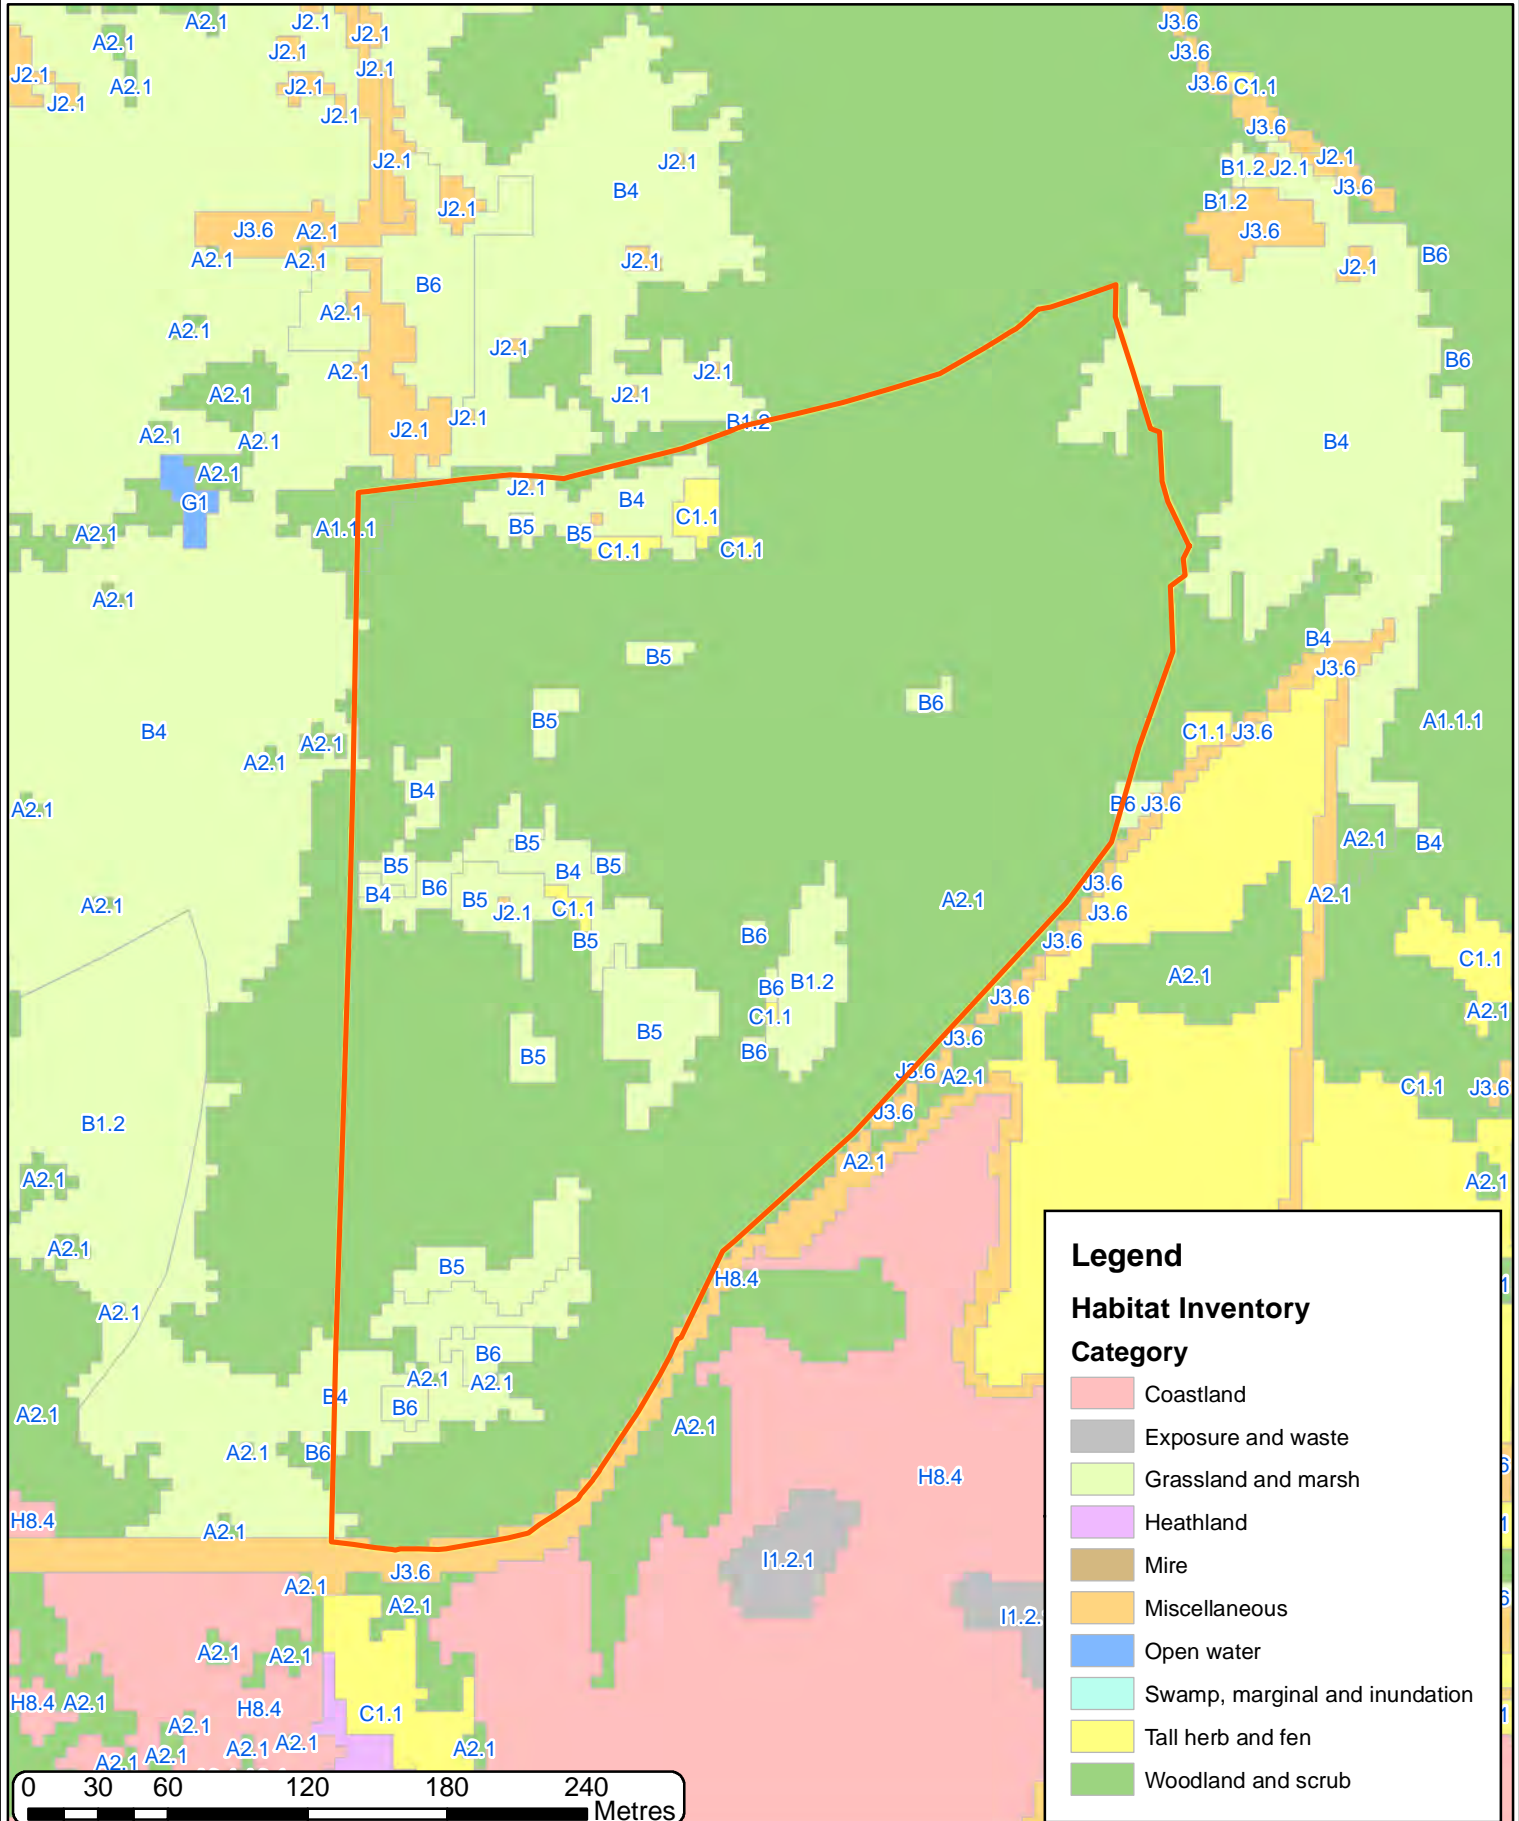 A2.1 J2.1 J3.6
A2.1 J2.1 J2.1 J3.6
J2.1 A2.1 J2.1 J2.1 J3.6 C1.1
J2.1 J2.1 J3.6
J2.1 J2.1 J2.1
B4 B1.2 J2.1 J3.6
J2.1 B1.2
J3.6 A2.1 J3.6
A2.1 A2.1 J2.1 B6 J2.1
B6
A2.1
A2.1 J2.1 B6
A2.1 J2.1
A2.1 J2.1
J2.1 J2.1 B1.2
A2.1 A2.1 B4
A2.1 J2.1
G1 B4
A2.1 A1.1.1 B5 B5 C1.1
C1.1 C1.1
A2.1
B4
B5 J3.6
B6
B4 A2.1 B5 C1.1 J3.6 A1.1.1
A2.1
A2.1 B4 B6 J3.6
B5 A2.1 B4
B5 B4 B5
B4 B6 B5 J3.6
A2.1 J2.1 C1.1 A2.1 J3.6 A2.1
B5 B6 J3.6
C1.1
B6 B1.2 J3.6 A2.1
C1.1 A2.1
B5 B5 B6 J3.6
J3.6 A2.1 C1.1 J3.6
B1.2 J3.6
A2.1 A2.1 A2.1
A2.1
B5 H8.4
A2.1
B6
A2.1 A2.1
B4 B6
A2.1 A2.1
A2.1 B6
H8.4
H8.4 A2.1
I1.2.1
J3.6
A2.1 A2.1
I1.2.
A2.1 A2.1
H8.4 A2.1 H8.4 C1.1
A2.1
A2.1 A2.1 A2.1 A2.1 A2.1
Legend
Habitat Inventory
Category
Coastland
Exposure and waste
Grassland and marsh
Heathland
Mire
Miscellaneous
Open water
Swamp, marginal and inundation
Tall herb and fen
Woodland and scrub
0 30 60 120 180 240
Metres